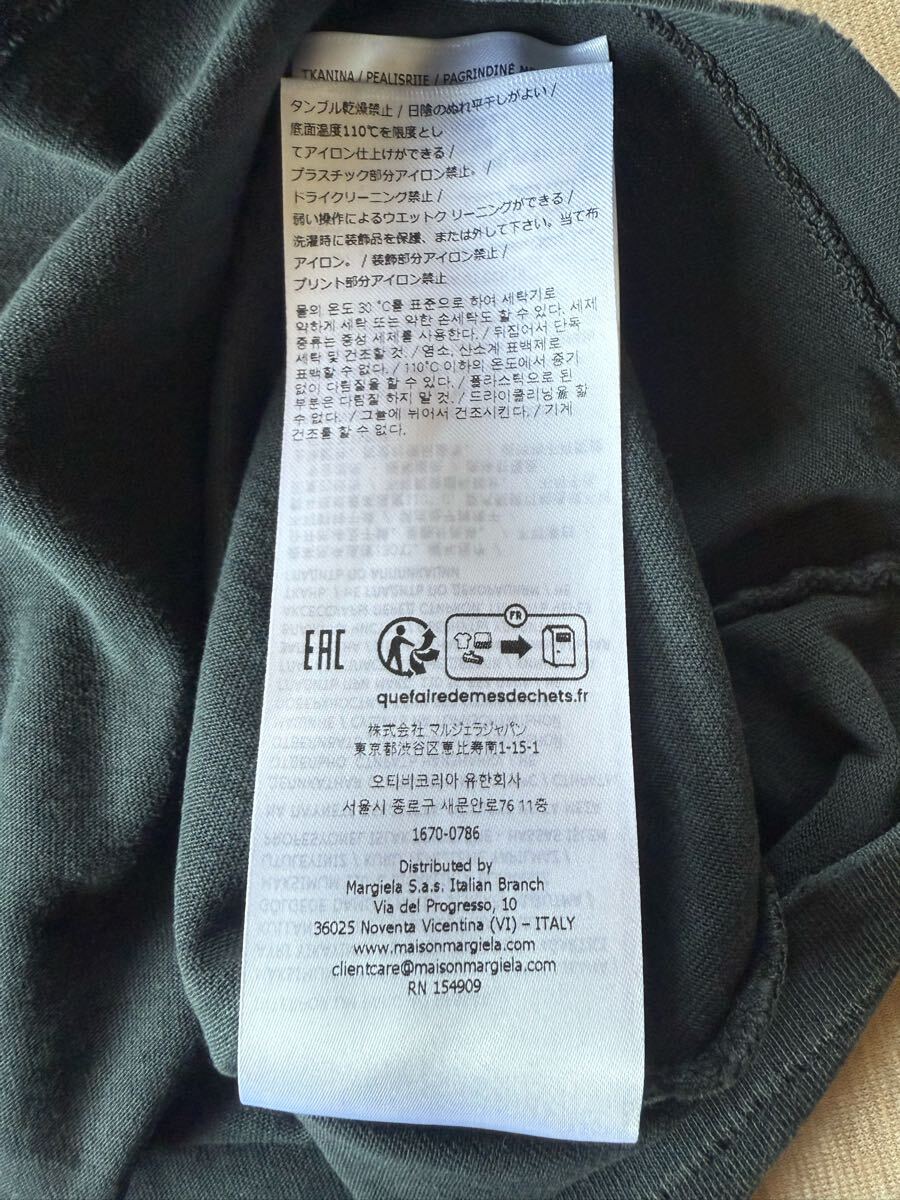 TKANINA / PEALISRIIE / PAGRINDINĖ
タンブル乾燥禁止 / 日陰のぬれ平干しがよい /
底面温度110℃を限度とし
てアイロン仕上げができる /
プラスチック部分アイロン禁止。 /
ドライクリーニング禁止 /
弱い操作によるウエットク リーニングができる /
洗濯時に装飾品を保護、または外して下さい。当て布
アイロン。 / 装飾部分アイロン禁止 /
プリント部分アイロン禁止
물의 온도 30 °C를 표준으로 하여 세탁기로
약하게 세탁 또는 약한 손세탁도 할 수 있다. 세제
종류는 중성 세제를 사용한다. / 뒤집어서 단독
세탁 및 건조할 것. / 염소, 산소계 표백제로
표백할 수 없다. / 110°C 이하의 온도에서 증기
없이 다림질을 할 수 있다. / 플라스틱으로 된
부분은 다림질 하지 말 것. / 드라이클리닝을 할
수 없다. / 그늘에 뉘어서 건조시킨다. / 기계
건조를 할 수 없다.
EAC
FR
quefairedemesdechets.fr
株式会社 マルジェラジャパン
東京都渋谷区恵比寿南1-15-1
오티비코리아 유한회사
서울시 종로구 새문안로76 11층
1670-0786
Distributed by
Margiela S.a.s. Italian Branch
Via del Progresso, 10
36025 Noventa Vicentina (VI) – ITALY
www.maisonmargiela.com
clientcare@maisonmargiela.com
RN 154909